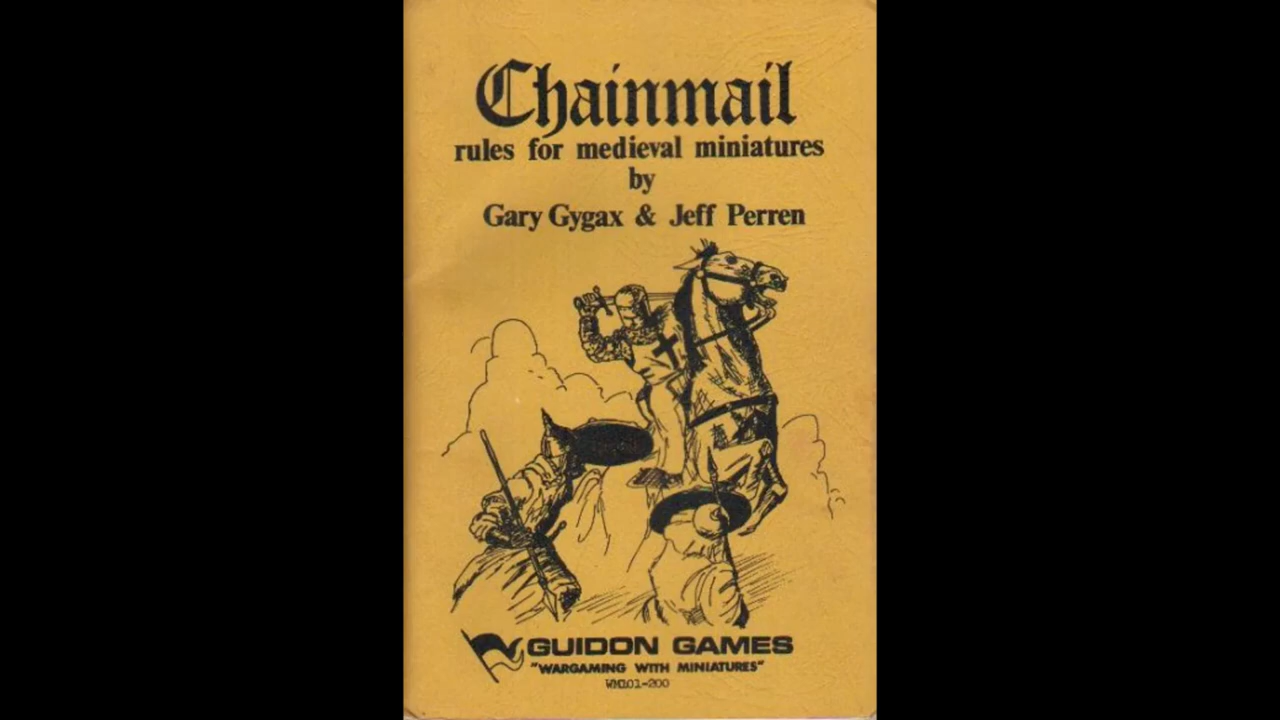 Chainmail
rules for medieval miniatures
by
Gary Gygax & Jeff Perren
GUIDON GAMES
"WARGAMING WITH MINIATURES"